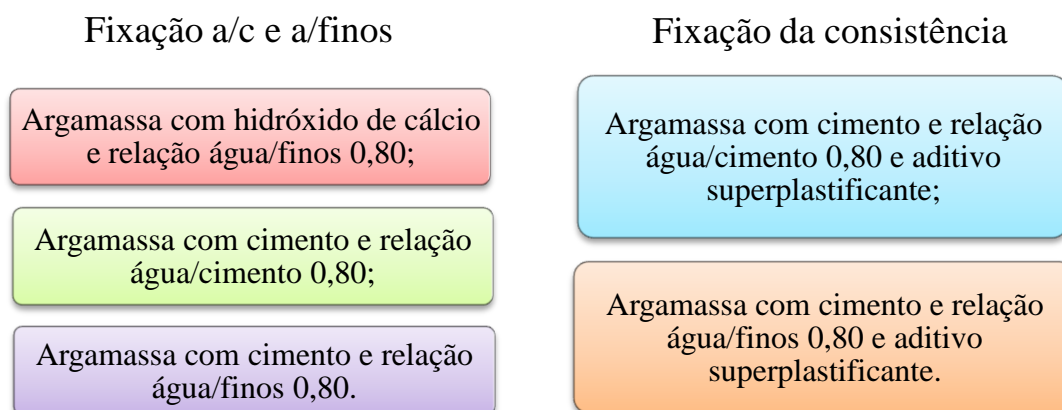 Fixação a/c e a/finos
Argamassa com hidróxido de cálcio
e relação água/finos 0,80;
Argamassa com cimento e relação
água/cimento 0,80;
Argamassa com cimento e relação
água/finos 0,80.
Fixação da consistência
Argamassa com cimento e relação
água/cimento 0,80 e aditivo
superplastificante;
Argamassa com cimento e relação
água/finos 0,80 e aditivo
superplastificante.